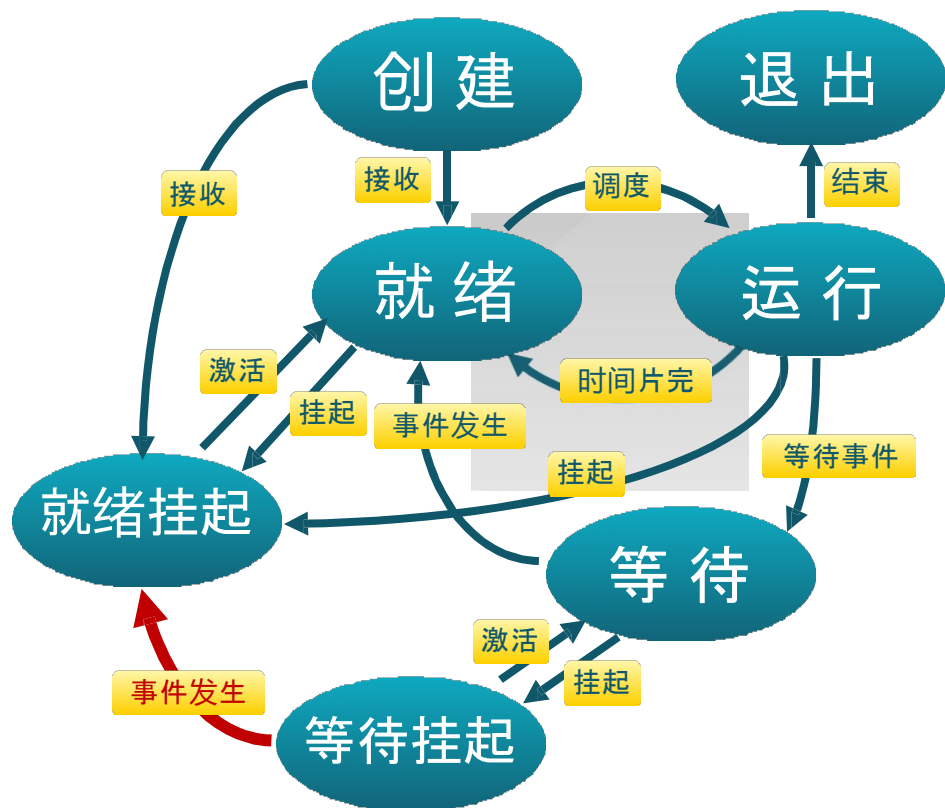 创建
退出
接收
接收
调度
结束
就绪
运行
激活
时间片完
挂起
事件发生
等待事件
挂起
就绪挂起
等待
激活
挂起
事件发生
等待挂起